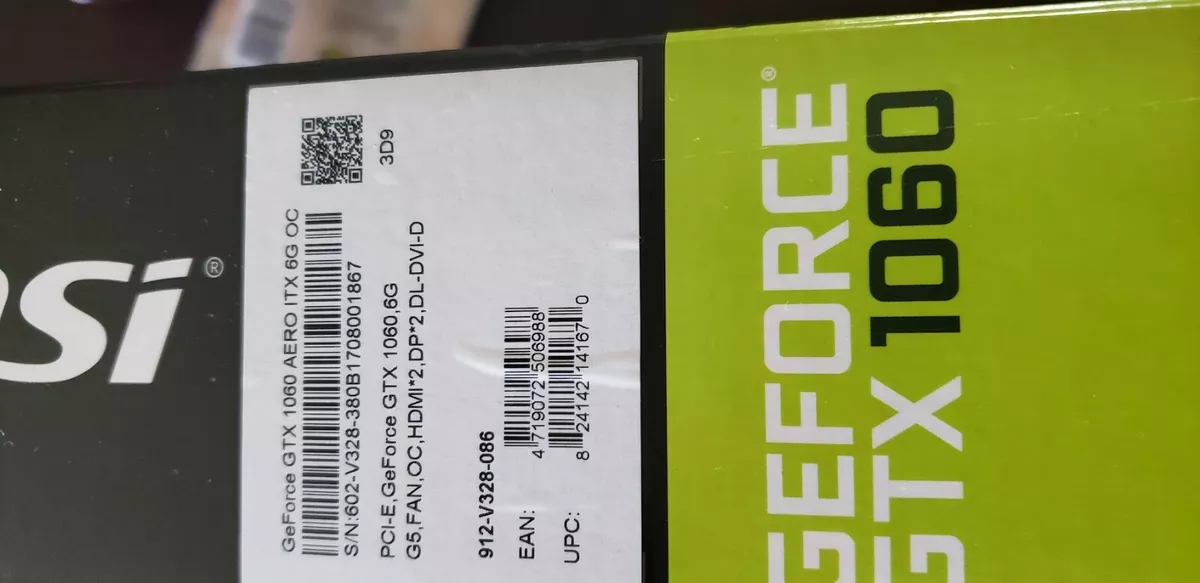 msi®
GeForce GTX 1060 AERO ITX 6G OC
S/N:602-V328-380B1708001867
3D9
PCI-E,GeForce GTX 1060,6G
G5,FAN,OC,HDMI*2,DP*2,DL-DVI-D
912-V328-086
EAN:
4 719072 506988
UPC:
8 24142 14167 0
GEFORCE®
GTX 1060